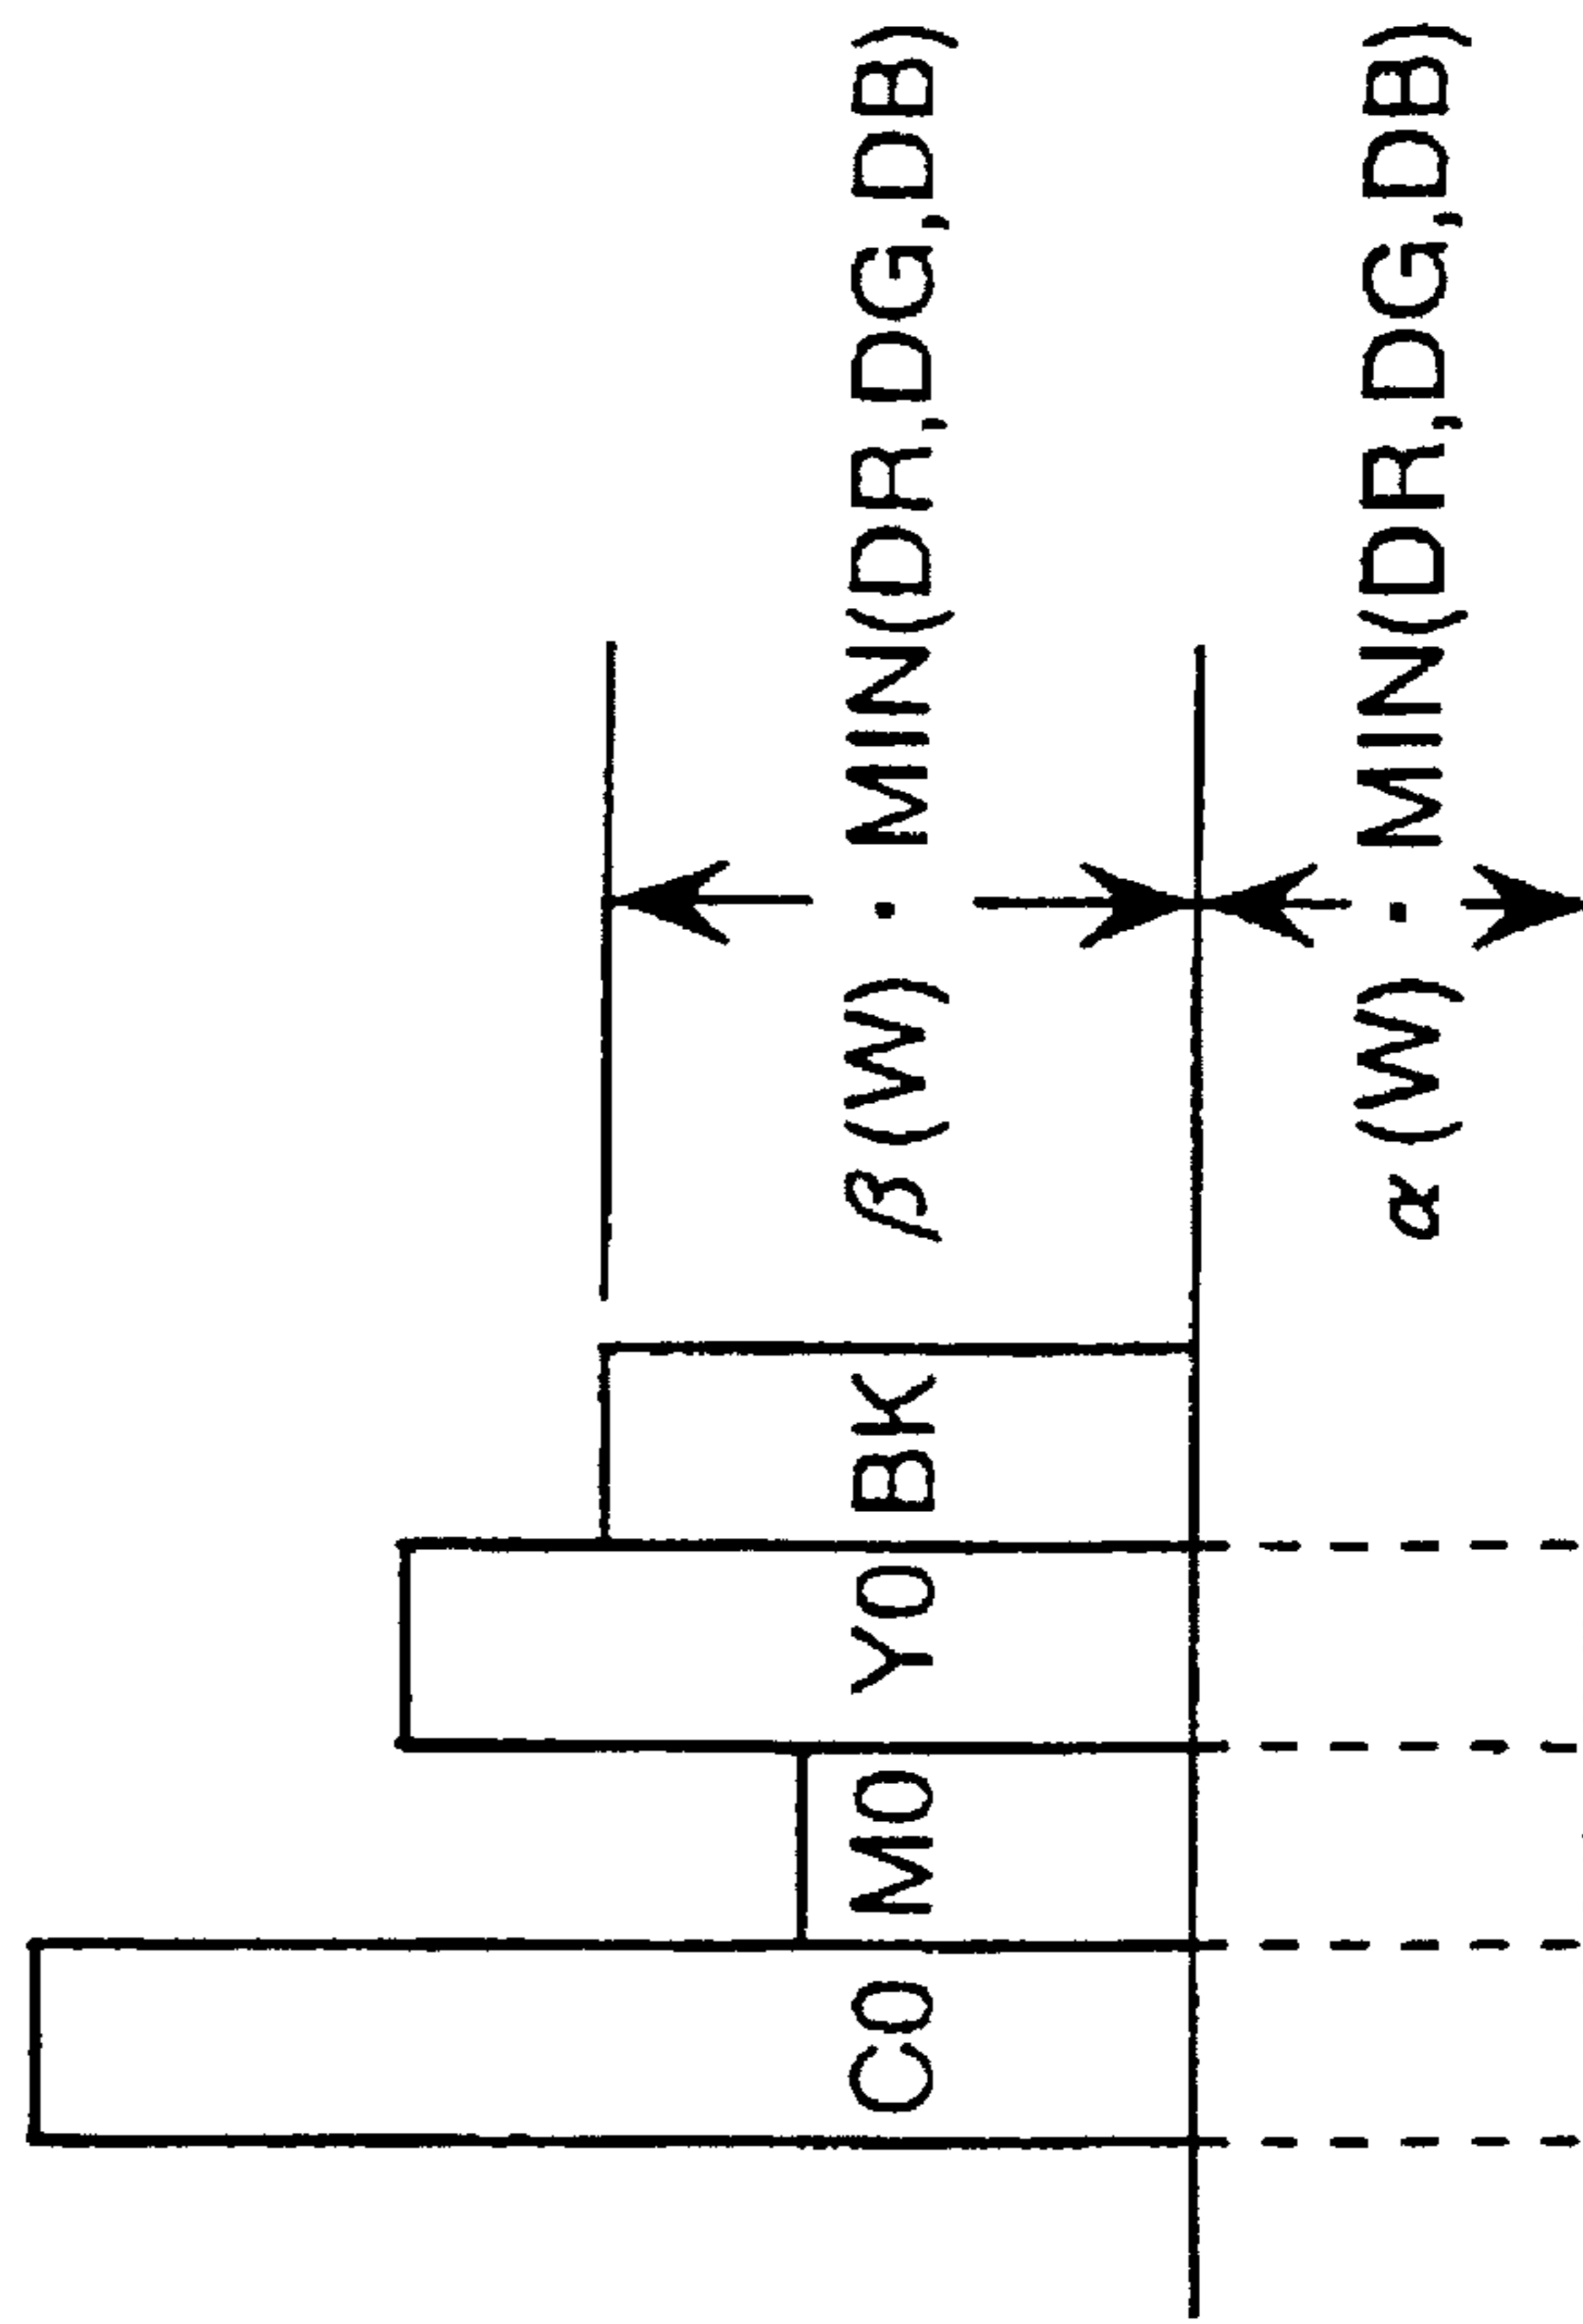 C0 M0 Y0 BK β(W) · MIN(DR,DG,DB)
α(W) · MIN(DR,DG,DB)